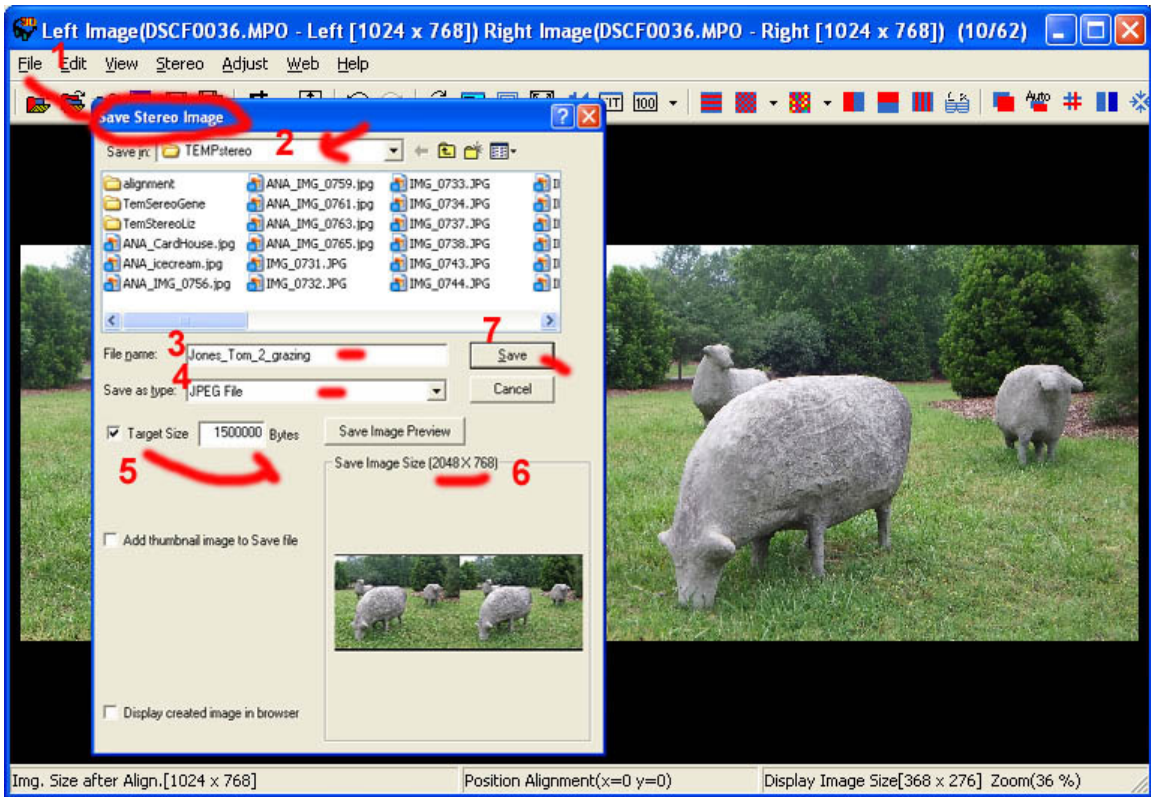 Left Image(DSCF0036.MPO - Left [1024 x 768]) Right Image(DSCF0036.MPO - Right [1024 x 768]) (10/62)
1
File Edit View Stereo Adjust Web Help
100
Auto
Save Stereo Image
Save in: TEMPstereo 2
alignment ANA_IMG_0759.jpg IMG_0733.JPG
TemSereoGene ANA_IMG_0761.jpg IMG_0734.JPG
TemStereoLiz ANA_IMG_0763.jpg IMG_0737.JPG
ANA_CardHouse.jpg ANA_IMG_0765.jpg IMG_0738.JPG
ANA_icecream.jpg IMG_0731.JPG IMG_0743.JPG
ANA_IMG_0756.jpg IMG_0732.JPG IMG_0744.JPG
File name: 3 Jones_Tom_2_grazing 7 Save
Save as type: 4 JPEG File Cancel
Target Size 1500000 Bytes Save Image Preview
5
Save Image Size (2048 X 768) 6
Add thumbnail image to Save file
Display created image in browser
Img. Size after Align.[1024 x 768] Position Alignment(x=0 y=0) Display Image Size[368 x 276] Zoom(36 %)